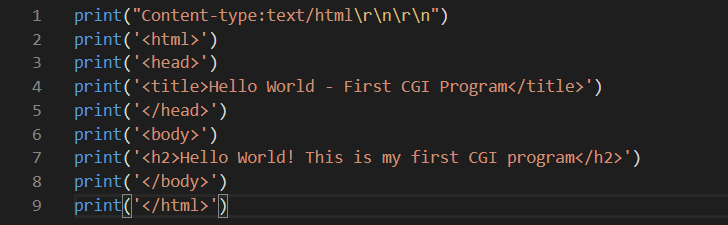 1 print("Content-type:text/html\r\n\r\n")
2 print('<html>')
3 print('<head>')
4 print('<title>Hello World - First CGI Program</title>')
5 print('</head>')
6 print('<body>')
7 print('<h2>Hello World! This is my first CGI program</h2>')
8 print('</body>')
9 print('</html>')